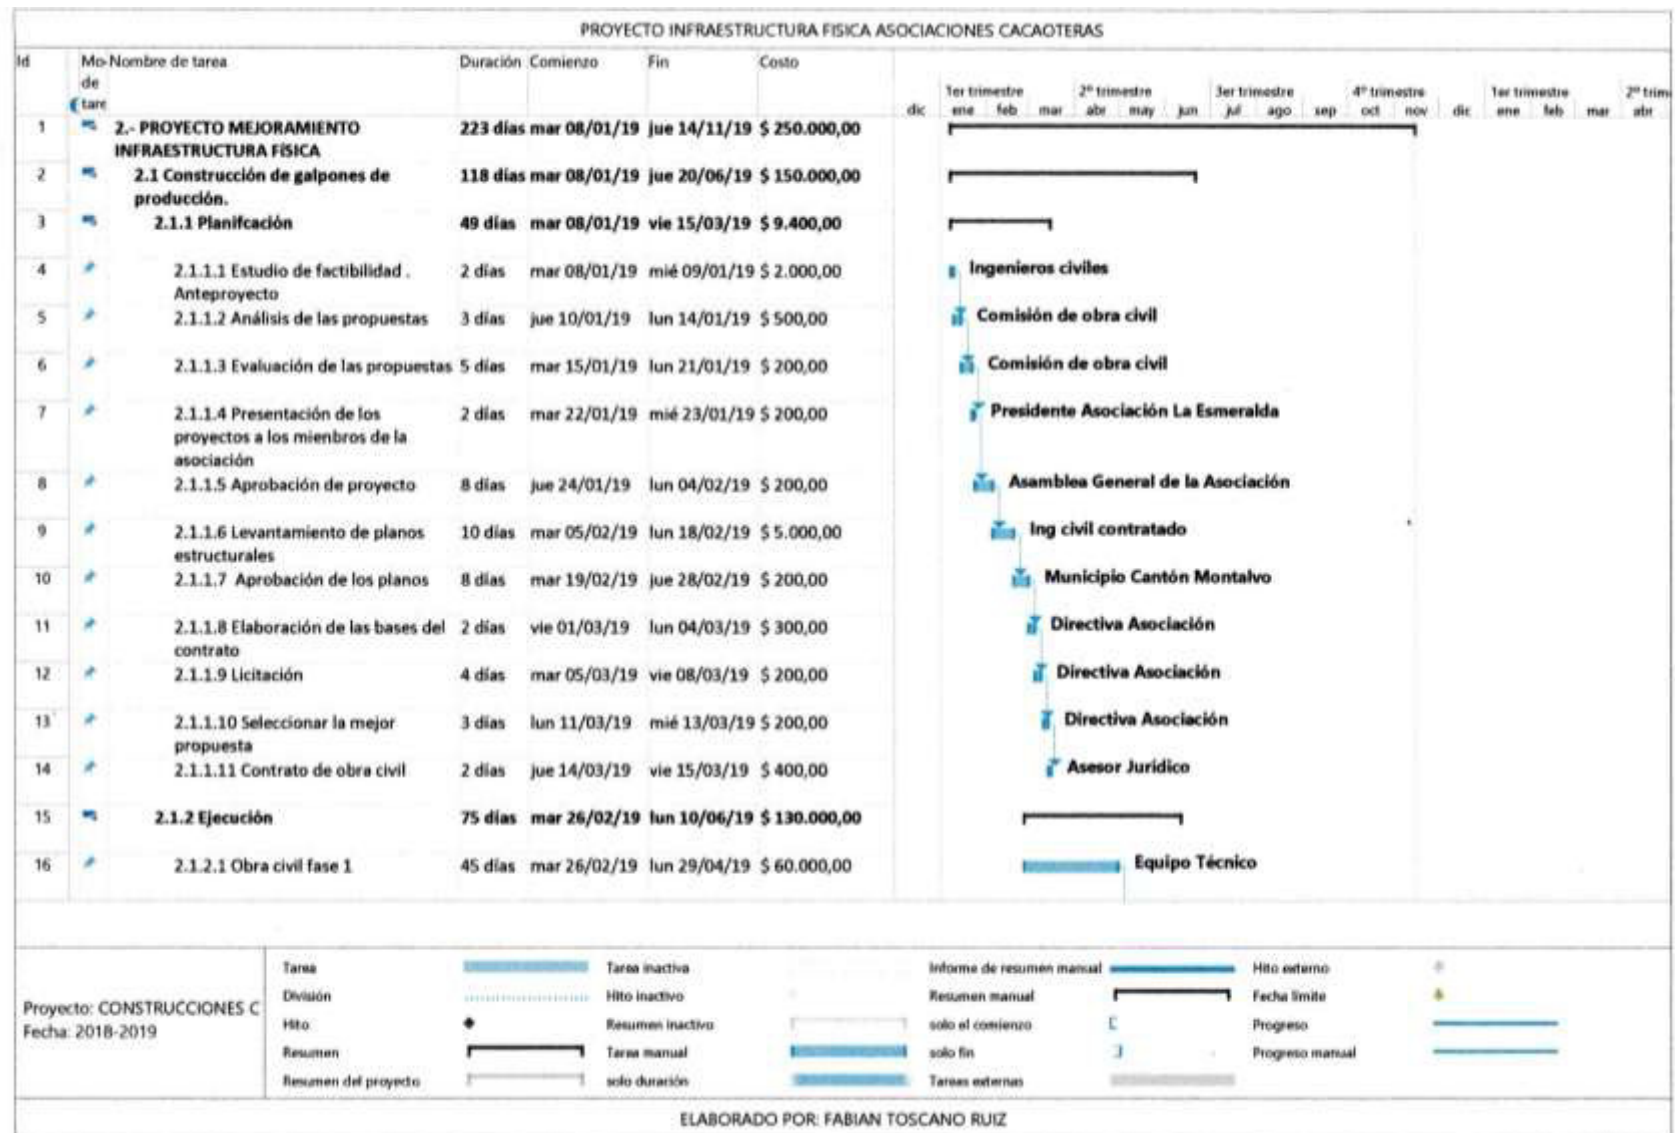 PROYECTO INFRAESTRUCTURA FISICA ASOCIACIONES CACAOTERAS
Id Mo Nombre de tarea Duración Comienzo Fin Costo
de
tare
1er trimestre 2º trimestre 3er trimestre 4º trimestre 1er trimestre 2º trim
dic ene feb mar abr may jun jul ago sep oct nov dic ene feb mar abr
1 2.- PROYECTO MEJORAMIENTO 223 días mar 08/01/19 jue 14/11/19 $ 250.000,00
INFRAESTRUCTURA FÍSICA
2 2.1 Construcción de galpones de 118 días mar 08/01/19 jue 20/06/19 $ 150.000,00
producción.
3 2.1.1 Planifcación 49 días mar 08/01/19 vie 15/03/19 $ 9.400,00
4 2.1.1.1 Estudio de factibilidad . 2 días mar 08/01/19 mié 09/01/19 $ 2.000,00 Ingenieros civiles
Anteproyecto
5 2.1.1.2 Análisis de las propuestas 3 días jue 10/01/19 lun 14/01/19 $ 500,00 Comisión de obra civil
6 2.1.1.3 Evaluación de las propuestas 5 días mar 15/01/19 lun 21/01/19 $ 200,00 Comisión de obra civil
7 2.1.1.4 Presentación de los 2 días mar 22/01/19 mié 23/01/19 $ 200,00 Presidente Asociación La Esmeralda
proyectos a los mienbros de la
asociación
8 2.1.1.5 Aprobación de proyecto 8 días jue 24/01/19 lun 04/02/19 $ 200,00 Asamblea General de la Asociación
9 2.1.1.6 Levantamiento de planos 10 días mar 05/02/19 lun 18/02/19 $ 5.000,00 Ing civil contratado
estructurales
10 2.1.1.7 Aprobación de los planos 8 días mar 19/02/19 jue 28/02/19 $ 200,00 Municipio Cantón Montalvo
11 2.1.1.8 Elaboración de las bases del 2 días vie 01/03/19 lun 04/03/19 $ 300,00 Directiva Asociación
contrato
12 2.1.1.9 Licitación 4 días mar 05/03/19 vie 08/03/19 $ 200,00 Directiva Asociación
13 2.1.1.10 Seleccionar la mejor 3 días lun 11/03/19 mié 13/03/19 $ 200,00 Directiva Asociación
propuesta
14 2.1.1.11 Contrato de obra civil 2 días jue 14/03/19 vie 15/03/19 $ 400,00 Asesor Jurídico
15 2.1.2 Ejecución 75 días mar 26/02/19 lun 10/06/19 $ 130.000,00
16 2.1.2.1 Obra civil fase 1 45 días mar 26/02/19 lun 29/04/19 $ 60.000,00 Equipo Técnico
Proyecto: CONSTRUCCIONES C
Fecha: 2018-2019
Tarea Tarea inactiva Informe de resumen manual Hito externo
División Hito inactivo Resumen manual Fecha límite
Hito Resumen inactivo solo el comienzo Progreso
Resumen Tarea manual solo fin Progreso manual
Resumen del proyecto solo duración Tareas externas
ELABORADO POR: FABIAN TOSCANO RUIZ